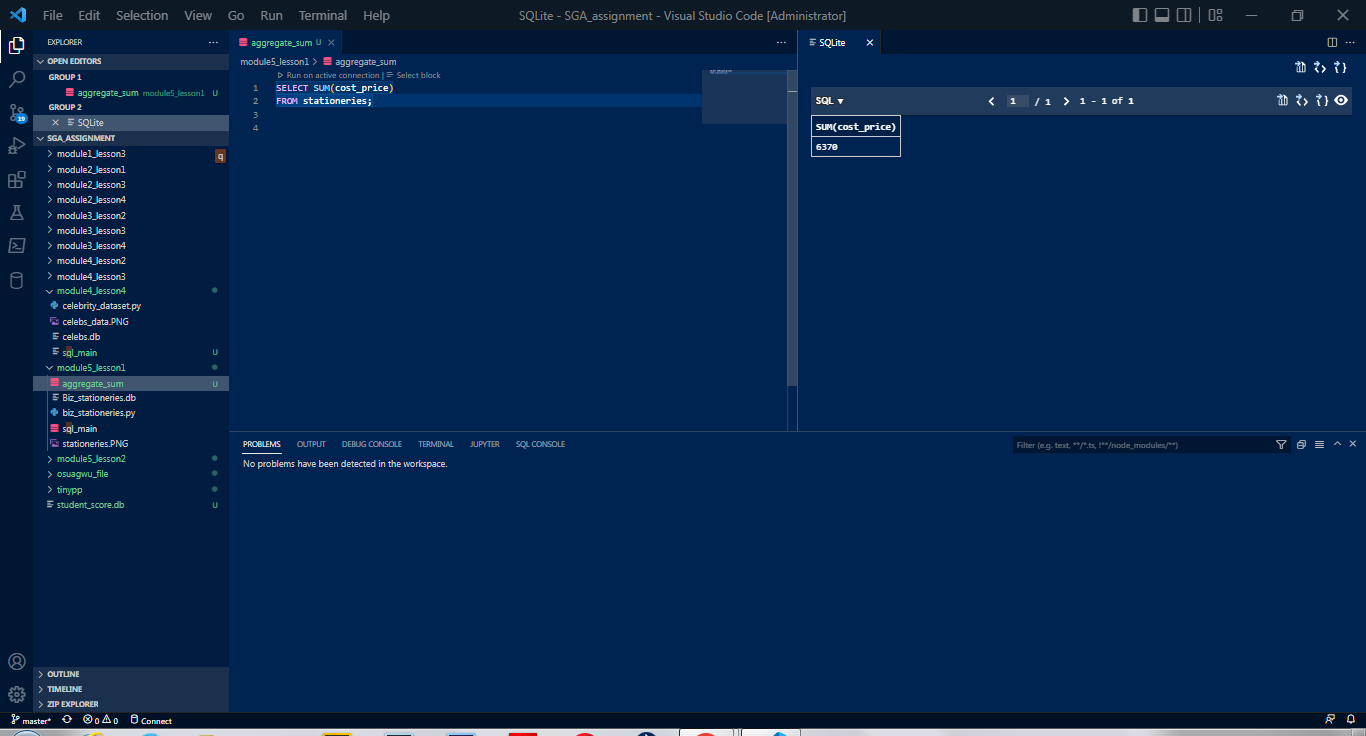 File Edit Selection View Go Run Terminal Help
SQLite - SGA_assignment - Visual Studio Code [Administrator]
EXPLORER
OPEN EDITORS
GROUP 1
aggregate_sum module5_lesson1 U
GROUP 2
SQLite
SGA_ASSIGNMENT
module1_lesson3
q
module2_lesson1
module2_lesson3
module2_lesson4
module3_lesson2
module3_lesson3
module3_lesson4
module4_lesson2
module4_lesson3
module4_lesson4
celebrity_dataset.py
celebs_data.PNG
celebs.db
sql_main U
module5_lesson1
aggregate_sum U
Biz_stationeries.db
biz_stationeries.py
sql_main
stationeries.PNG
module5_lesson2
osuagwu_file
tinypp
student_score.db U
OUTLINE
TIMELINE
ZIP EXPLORER
19
aggregate_sum U
module5_lesson1 > aggregate_sum
Run on active connection | Select block
1 SELECT SUM(cost_price)
2 FROM stationeries;
3
4
SQLite
SQL 1 / 1 1 - 1 of 1
SUM(cost_price)
6370
PROBLEMS OUTPUT DEBUG CONSOLE TERMINAL JUPYTER SQL CONSOLE
Filter (e.g. text, **/*.ts, !**/node_modules/**)
No problems have been detected in the workspace.
master* 0 0 Connect